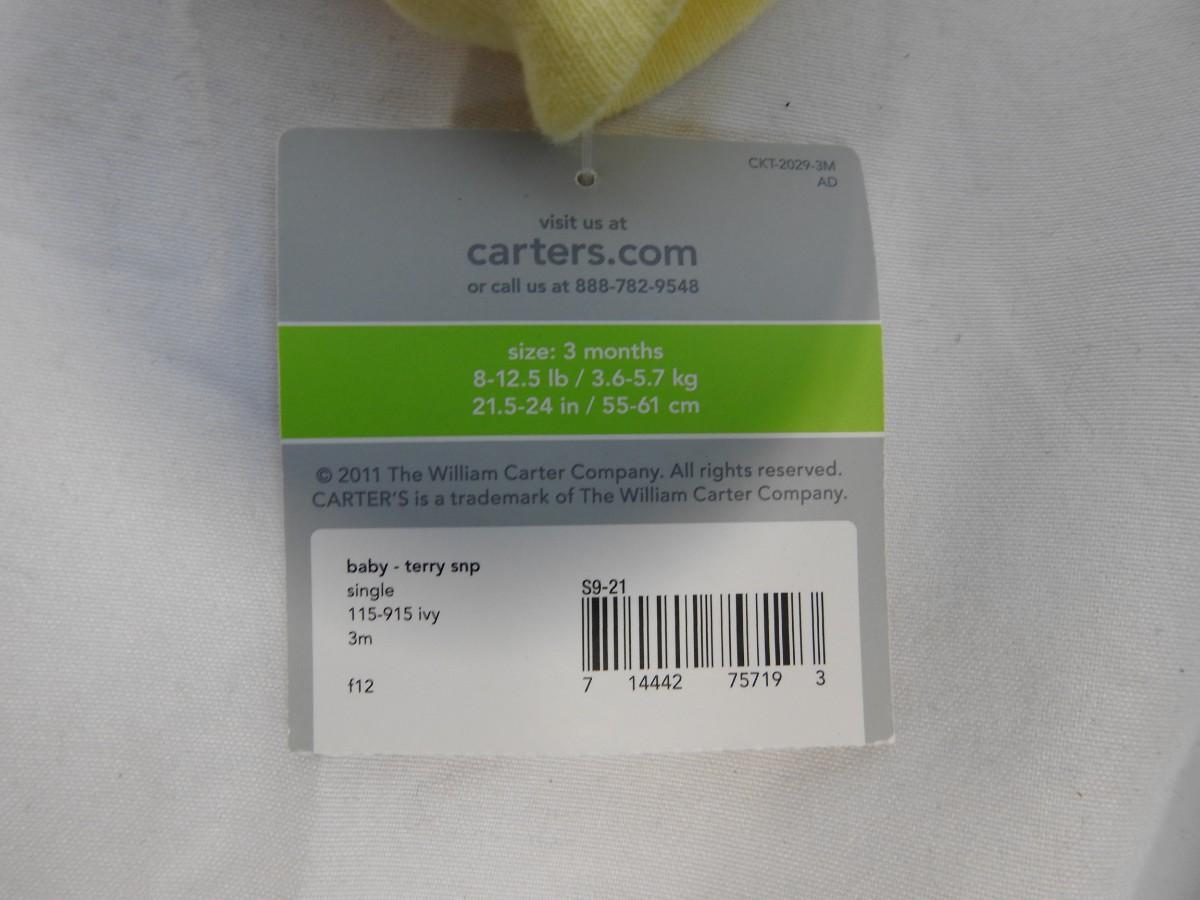 CKT-2029-3M
AD
visit us at
carters.com
or call us at 888-782-9548
size: 3 months
8-12.5 lb / 3.6-5.7 kg
21.5-24 in / 55-61 cm
© 2011 The William Carter Company. All rights reserved.
CARTER'S is a trademark of The William Carter Company.
baby - terry snp
single
115-915 ivy
3m
f12
S9-21
7 14442 75719 3